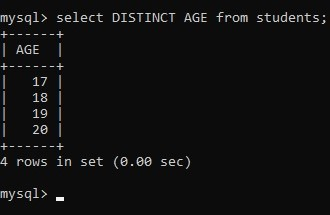 mysql> select DISTINCT AGE from students;
+------+
| AGE  |
+------+
|   17 |
|   18 |
|   19 |
|   20 |
+------+
4 rows in set (0.00 sec)
mysql>